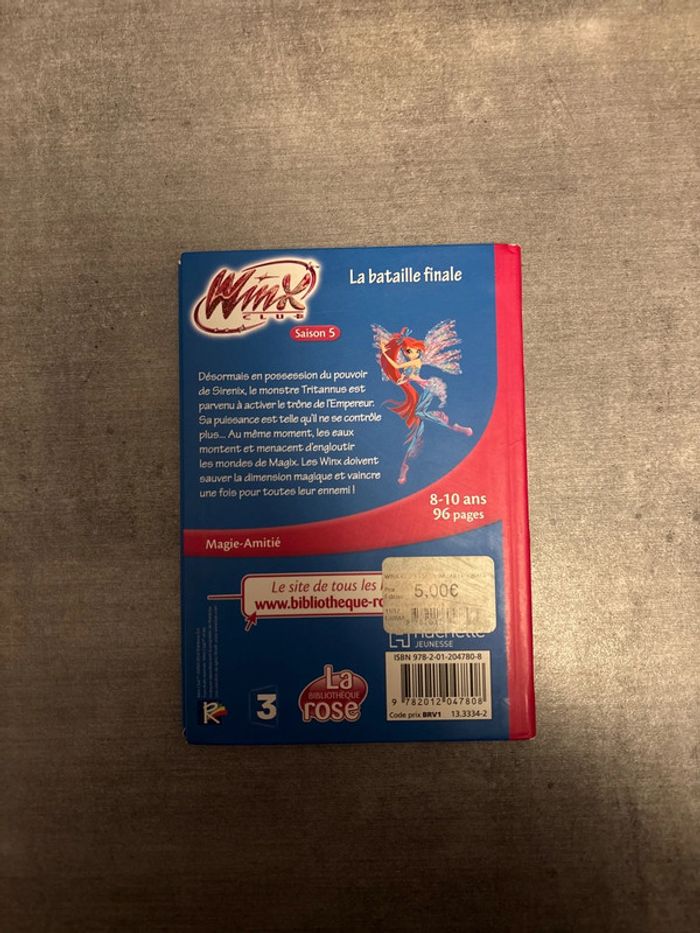 WinX
CLUB
La bataille finale
Saison 5
Désormais en possession du pouvoir
de Sirenix, le monstre Tritannus est
parvenu à activer le trône de l'Empereur.
Sa puissance est telle qu'il ne se contrôle
plus... Au même moment, les eaux
montent et menacent d'engloutir
les mondes de Magix. Les Winx doivent
sauver la dimension magique et vaincre
une fois pour toutes leur ennemi !
8-10 ans
96 pages
Magie-Amitié
Le site de tous les
www.bibliotheque-ro
5,00€
hachette
JEUNESSE
ISBN 978-2-01-204780-8
9 782012 047808
Code prix BRV1 13.3334-2
La
BIBLIOTHÈQUE
rose
3
R